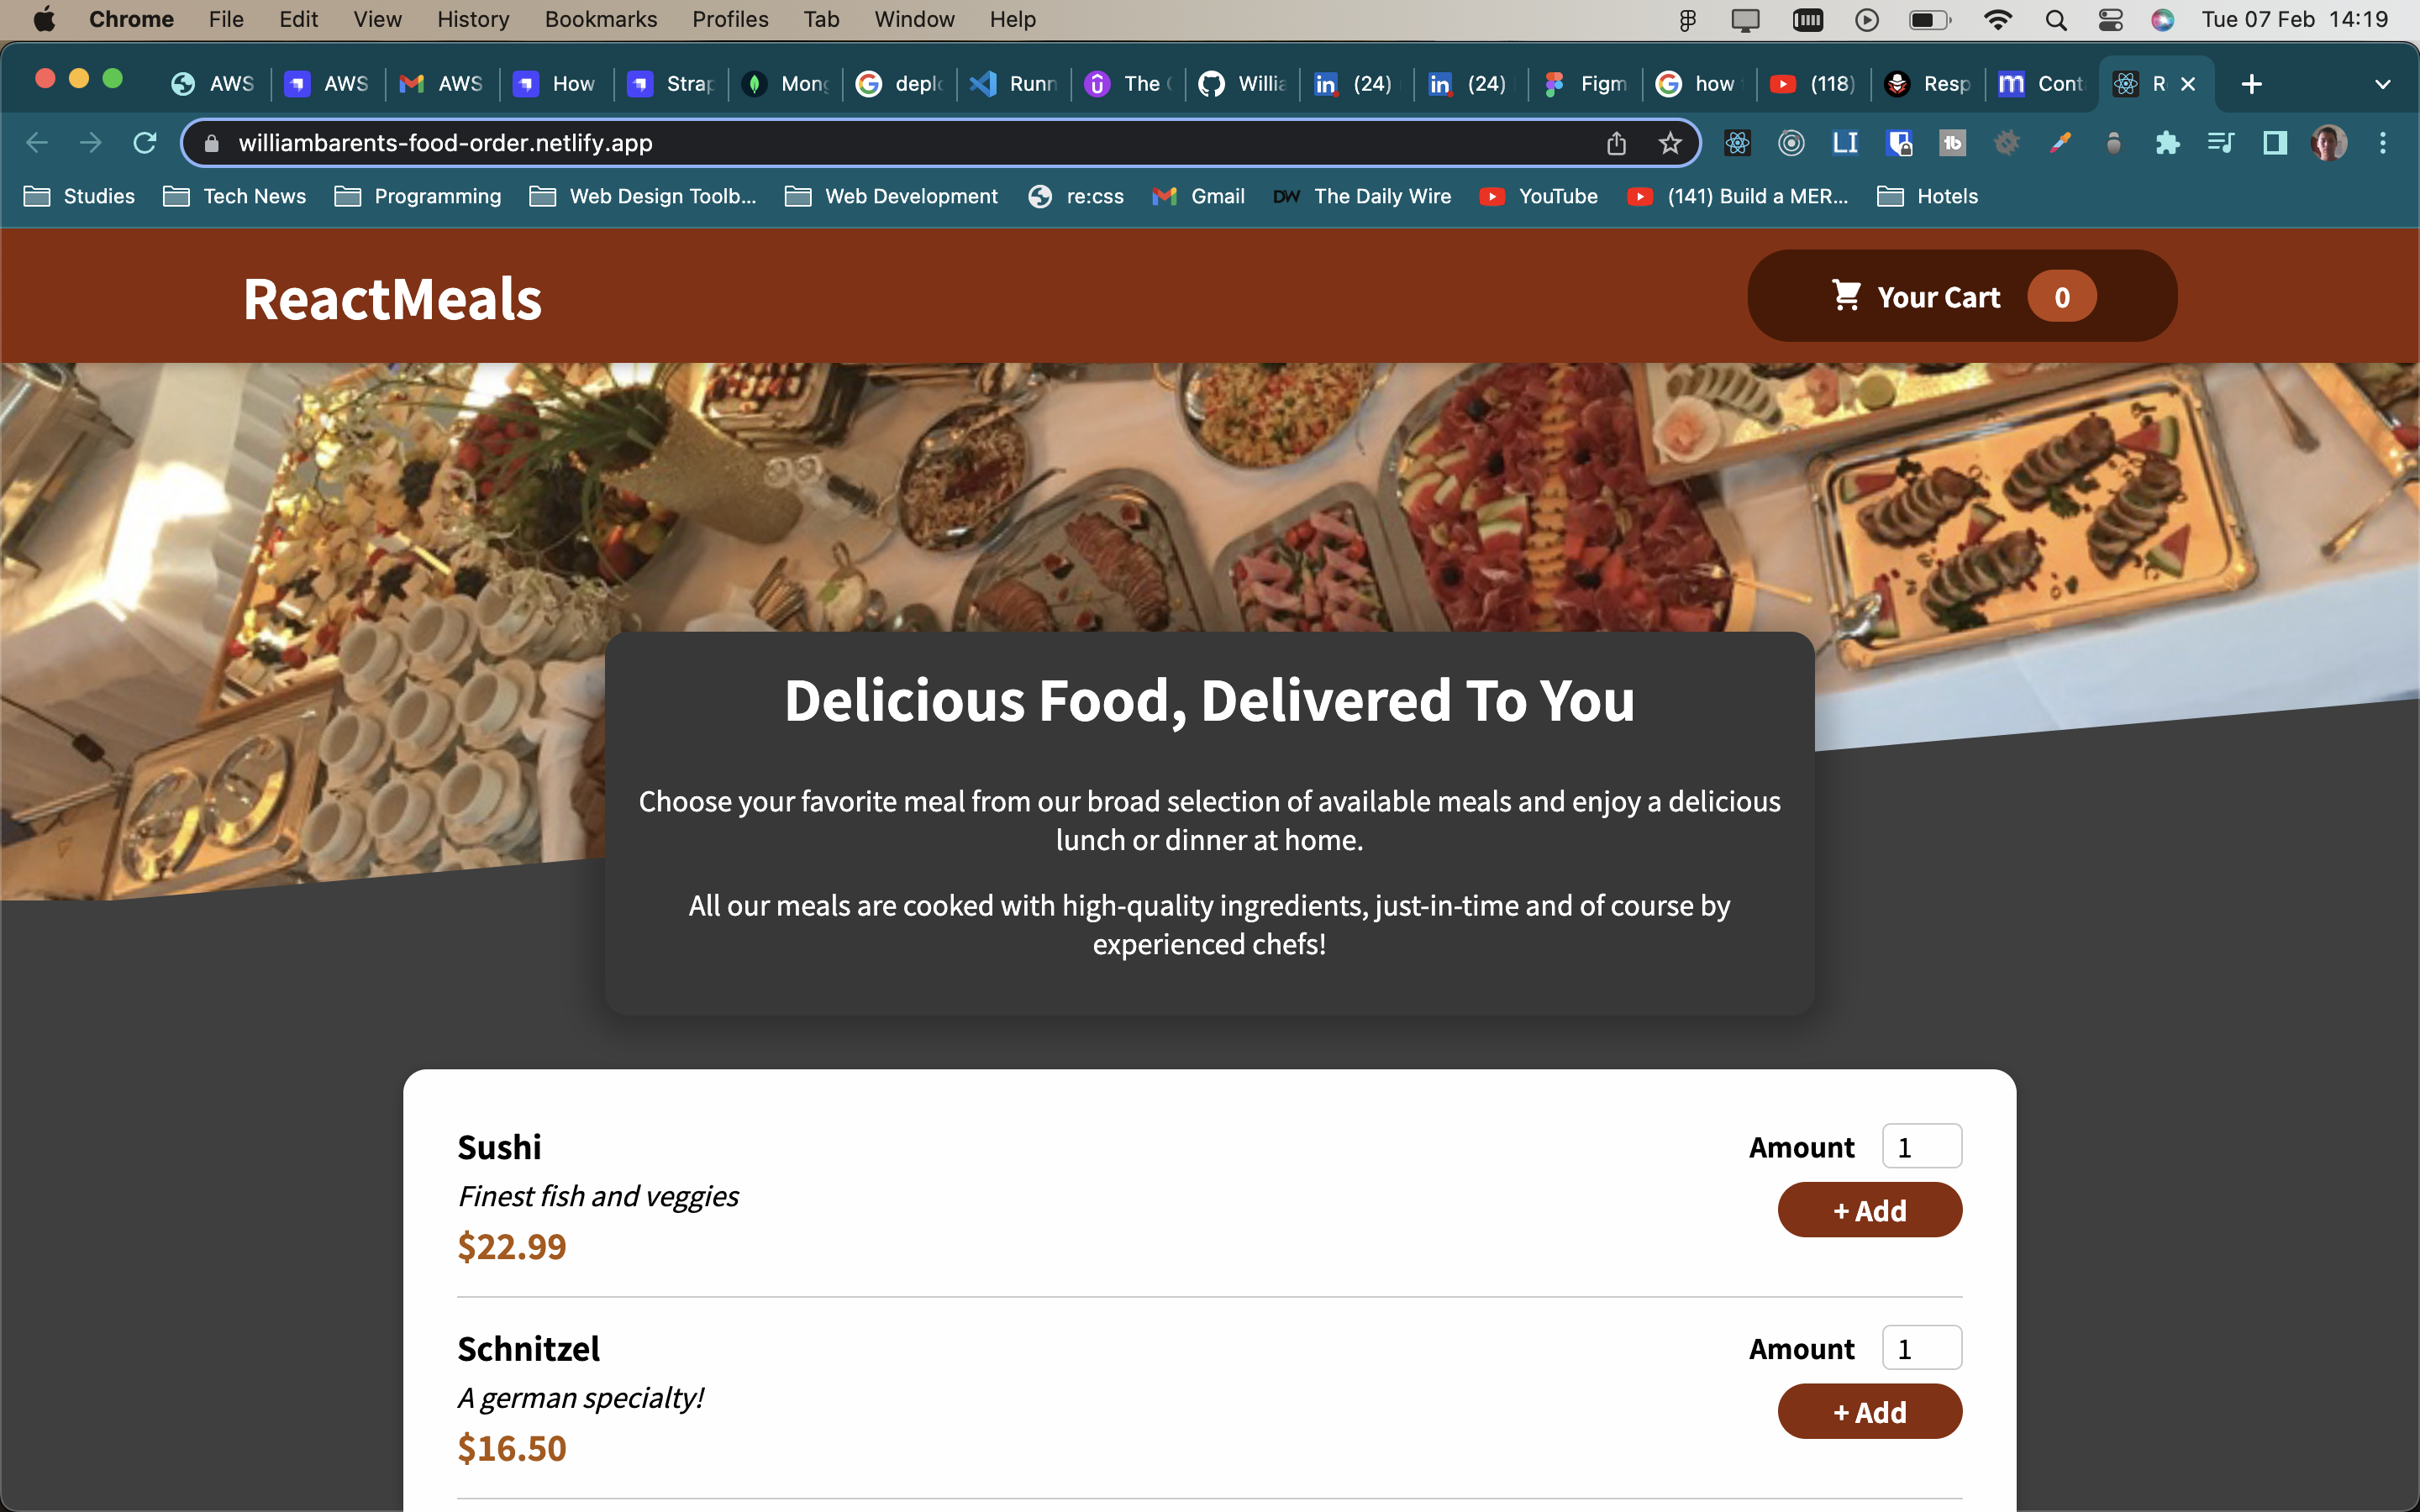 Chrome File Edit View History Bookmarks Profiles Tab Window Help Tue 07 Feb 14:19
AWS AWS AWS How Strap Mong deplo Runn The Willia (24) (24) Figm how (118) Resp Cont R
williambarents-food-order.netlify.app LI tb
Studies Tech News Programming Web Design Toolb... Web Development re:css Gmail DW The Daily Wire YouTube (141) Build a MER... Hotels
ReactMeals Your Cart 0
Delicious Food, Delivered To You
Choose your favorite meal from our broad selection of available meals and enjoy a delicious
lunch or dinner at home.
All our meals are cooked with high-quality ingredients, just-in-time and of course by
experienced chefs!
Sushi Amount 1
Finest fish and veggies
+ Add
$22.99
Schnitzel Amount 1
A german specialty!
+ Add
$16.50